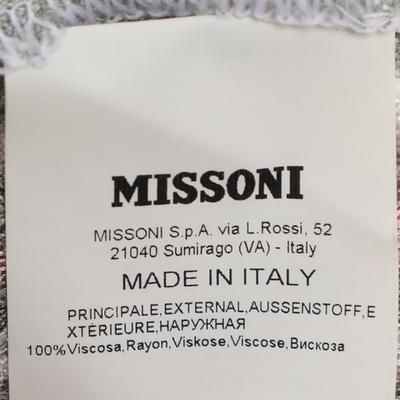 MISSONI
MISSONI S.p.A. via L.Rossi, 52
21040 Sumirago (VA) - Italy
MADE IN ITALY
PRINCIPALE,EXTERNAL,AUSSENSTOFF,E
XTÈRIEURE,НАРУЖНАЯ
100%Viscosa,Rayon,Viskose,Viscose,Вискоза